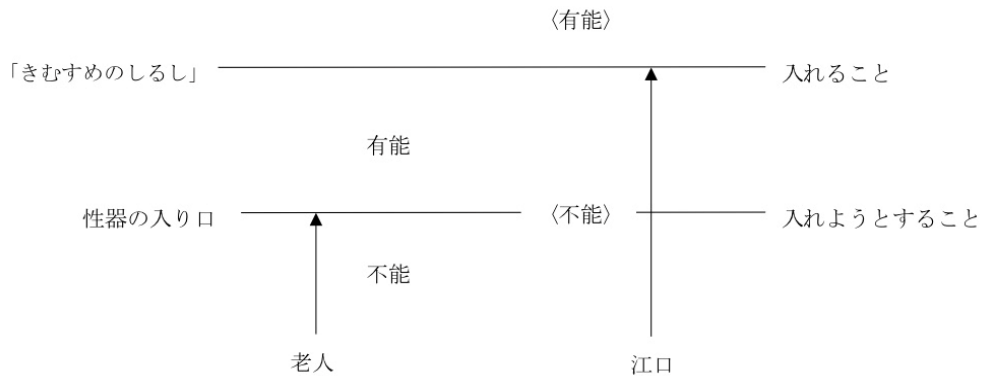 〈有能〉
「きむすめのしるし」 入れること
有能
性器の入り口 〈不能〉 入れようとすること
不能
老人 江口